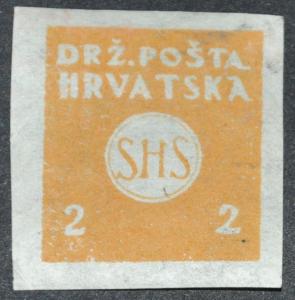 DRŽ. POŠTA
HRVATSKA
SHS
2 2